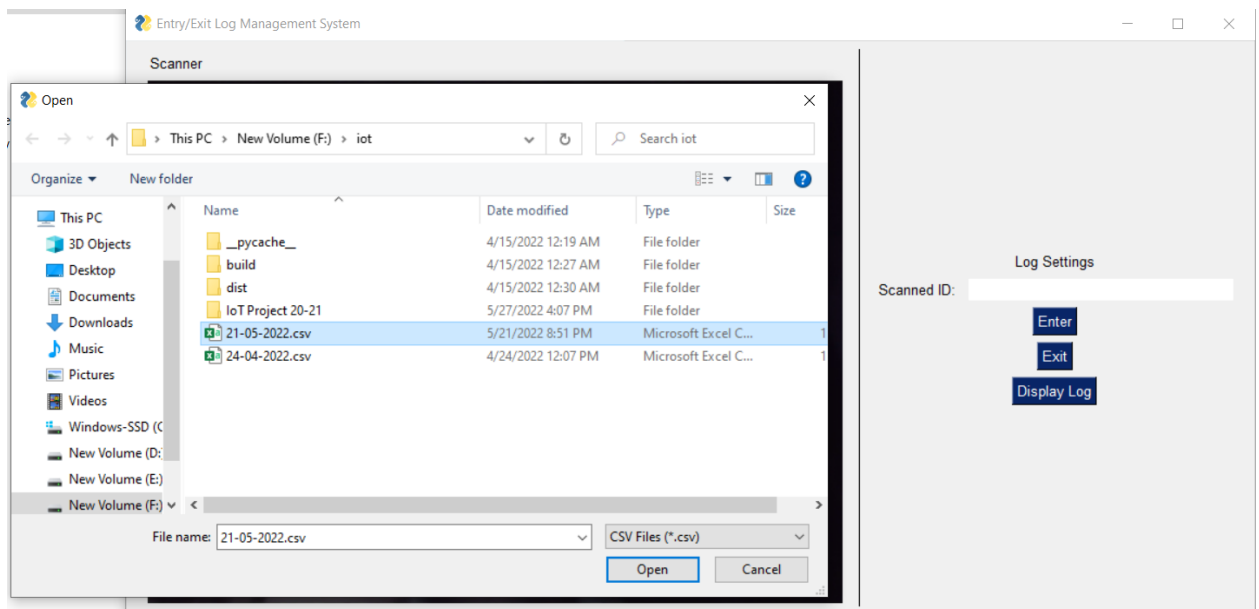 Entry/Exit Log Management System
Scanner
Open
This PC > New Volume (F:) > iot
Search iot
Organize
New folder
Name Date modified Type Size
__pycache__ 4/15/2022 12:19 AM File folder
build 4/15/2022 12:27 AM File folder
dist 4/15/2022 12:30 AM File folder
IoT Project 20-21 5/27/2022 4:07 PM File folder
21-05-2022.csv 5/21/2022 8:51 PM Microsoft Excel C... 1
24-04-2022.csv 4/24/2022 12:07 PM Microsoft Excel C... 1
This PC
3D Objects
Desktop
Documents
Downloads
Music
Pictures
Videos
Windows-SSD (C
New Volume (D:
New Volume (E:)
New Volume (F:)
File name: 21-05-2022.csv CSV Files (*.csv)
Open Cancel
Log Settings
Scanned ID:
Enter
Exit
Display Log